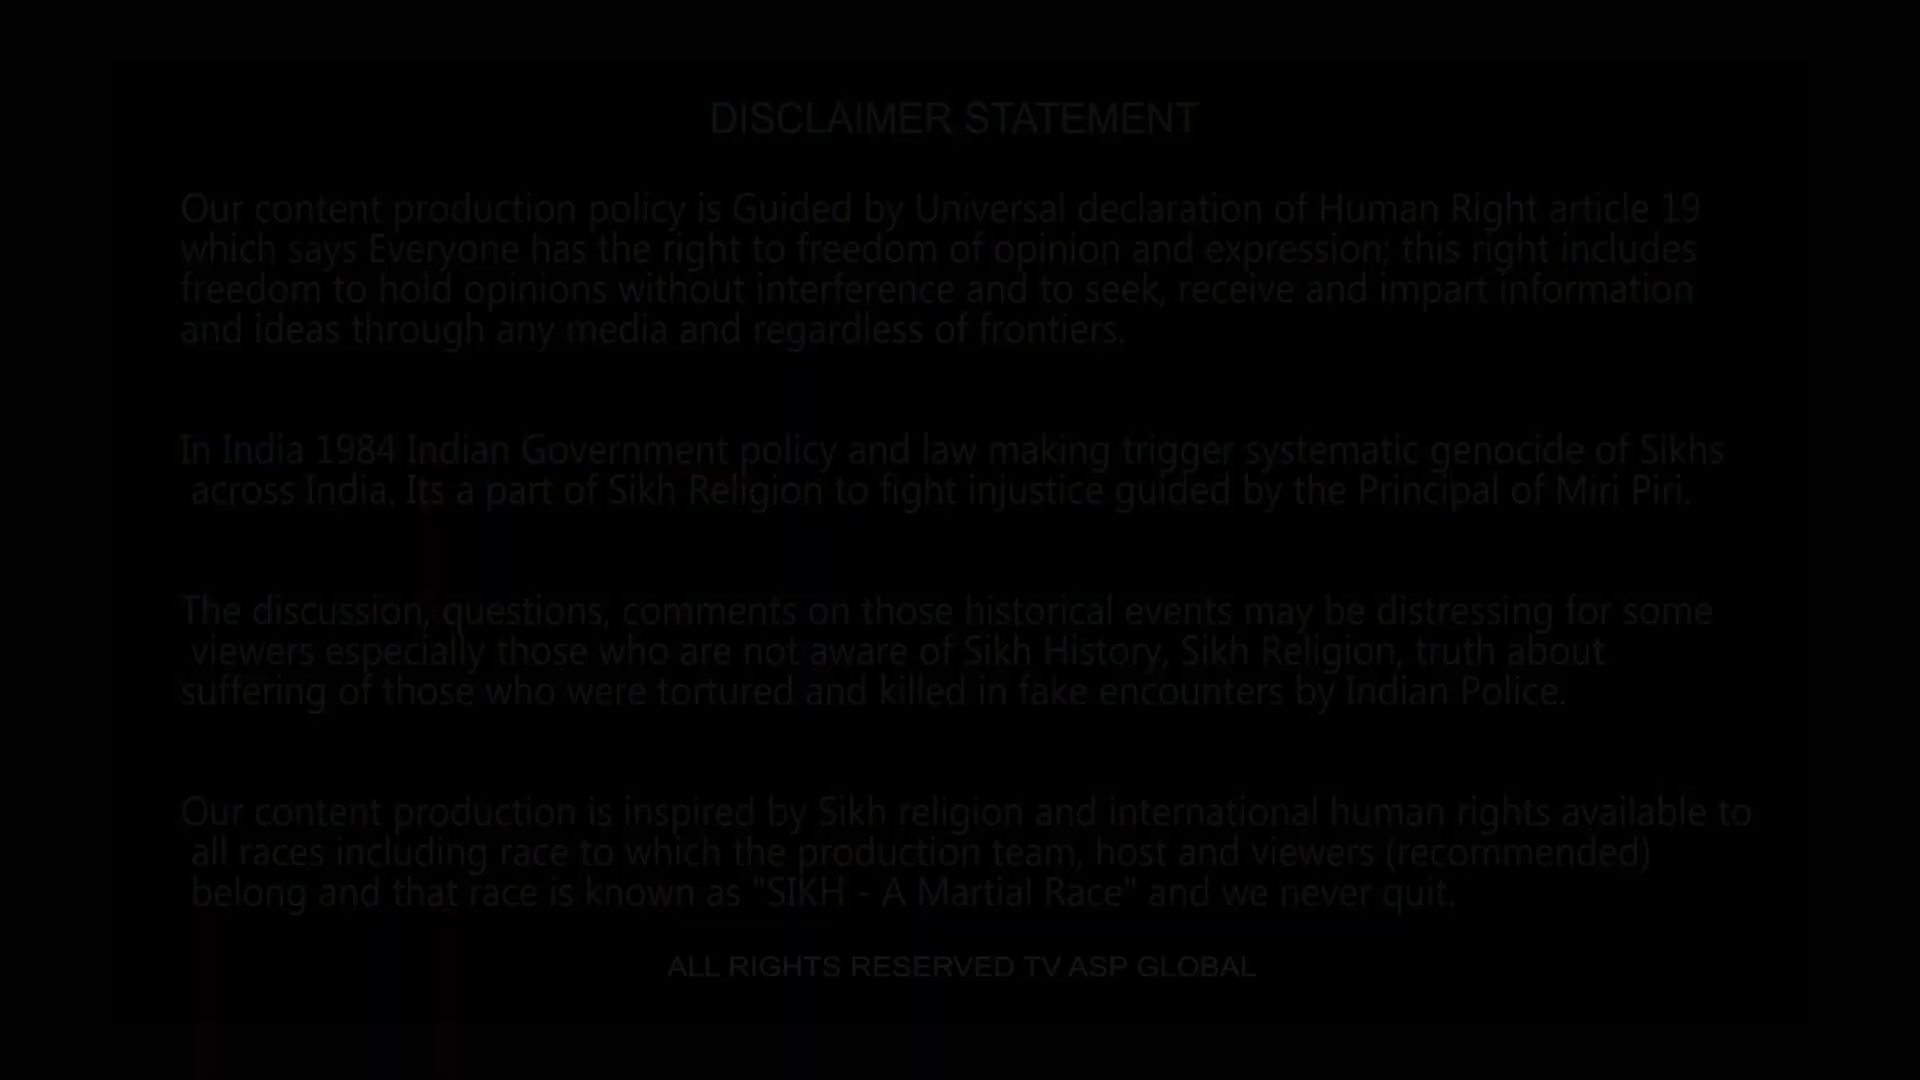 DISCLAIMER STATEMENT
Our content production policy is Guided by Universal declaration of Human Right article 19
which says Everyone has the right to freedom of opinion and expression; this right includes
freedom to hold opinions without interference and to seek, receive and impart information
and ideas through any media and regardless of frontiers.
In India 1984 Indian Government policy and law making trigger systematic genocide of Sikhs
across India. Its a part of Sikh Religion to fight injustice guided by the Principal of Miri Piri.
The discussion, questions, comments on those historical events may be distressing for some
viewers especially those who are not aware of Sikh History, Sikh Religion, truth about
suffering of those who were tortured and killed in fake encounters by Indian Police.
Our content production is inspired by Sikh religion and international human rights available to
all races including race to which the production team, host and viewers (recommended)
belong and that race is known as "SIKH - A Martial Race" and we never quit.
ALL RIGHTS RESERVED TV ASP GLOBAL